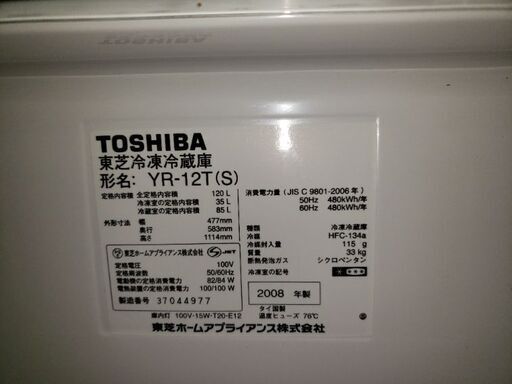 TOSHIBA
東芝冷凍冷蔵庫
形名: YR-12T(S)
定格内容積 全定格内容積 120 L
冷凍室の定格内容積 35 L
冷蔵室の定格内容積 85 L
外形寸法 幅 477mm
奥行 583mm
高さ 1114mm
東芝ホームアプライアンス株式会社 JET
定格電圧 100V
定格周波数 50/60Hz
電動機の定格消費電力 82/84 W
電熱装置の定格消費電力 100/100 W
製造番号 37044977
消費電力量 (JIS C 9801-2006 年)
50Hz 480kWh/年
60Hz 480kWh/年
種類 冷凍冷蔵庫
冷媒 HFC-134a
冷媒封入量 115 g
質量 33 kg
断熱発泡ガス シクロペンタン
冷凍室の記号
2008 年製
タイ国製
庫内灯 100V-15W-T20-E12 温度ヒューズ 76℃
東芝ホームアプライアンス株式会社